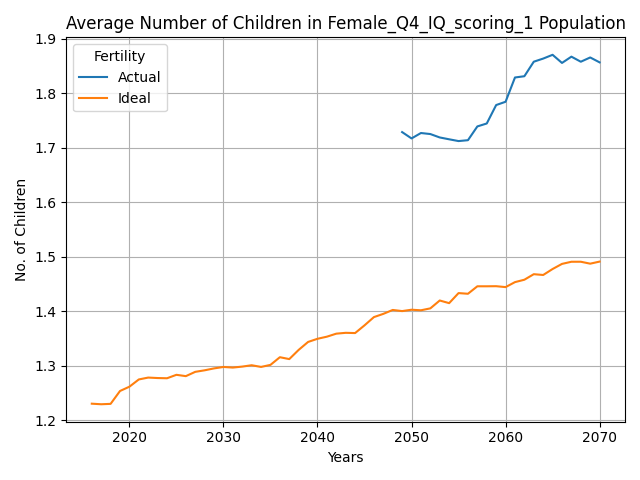 Average Number of Children in Female_Q4_IQ_scoring_1 Population
Fertility
Actual
Ideal
No. of Children
1.9
1.8
1.7
1.6
1.5
1.4
1.3
1.2
2020 2030 2040 2050 2060 2070
Years